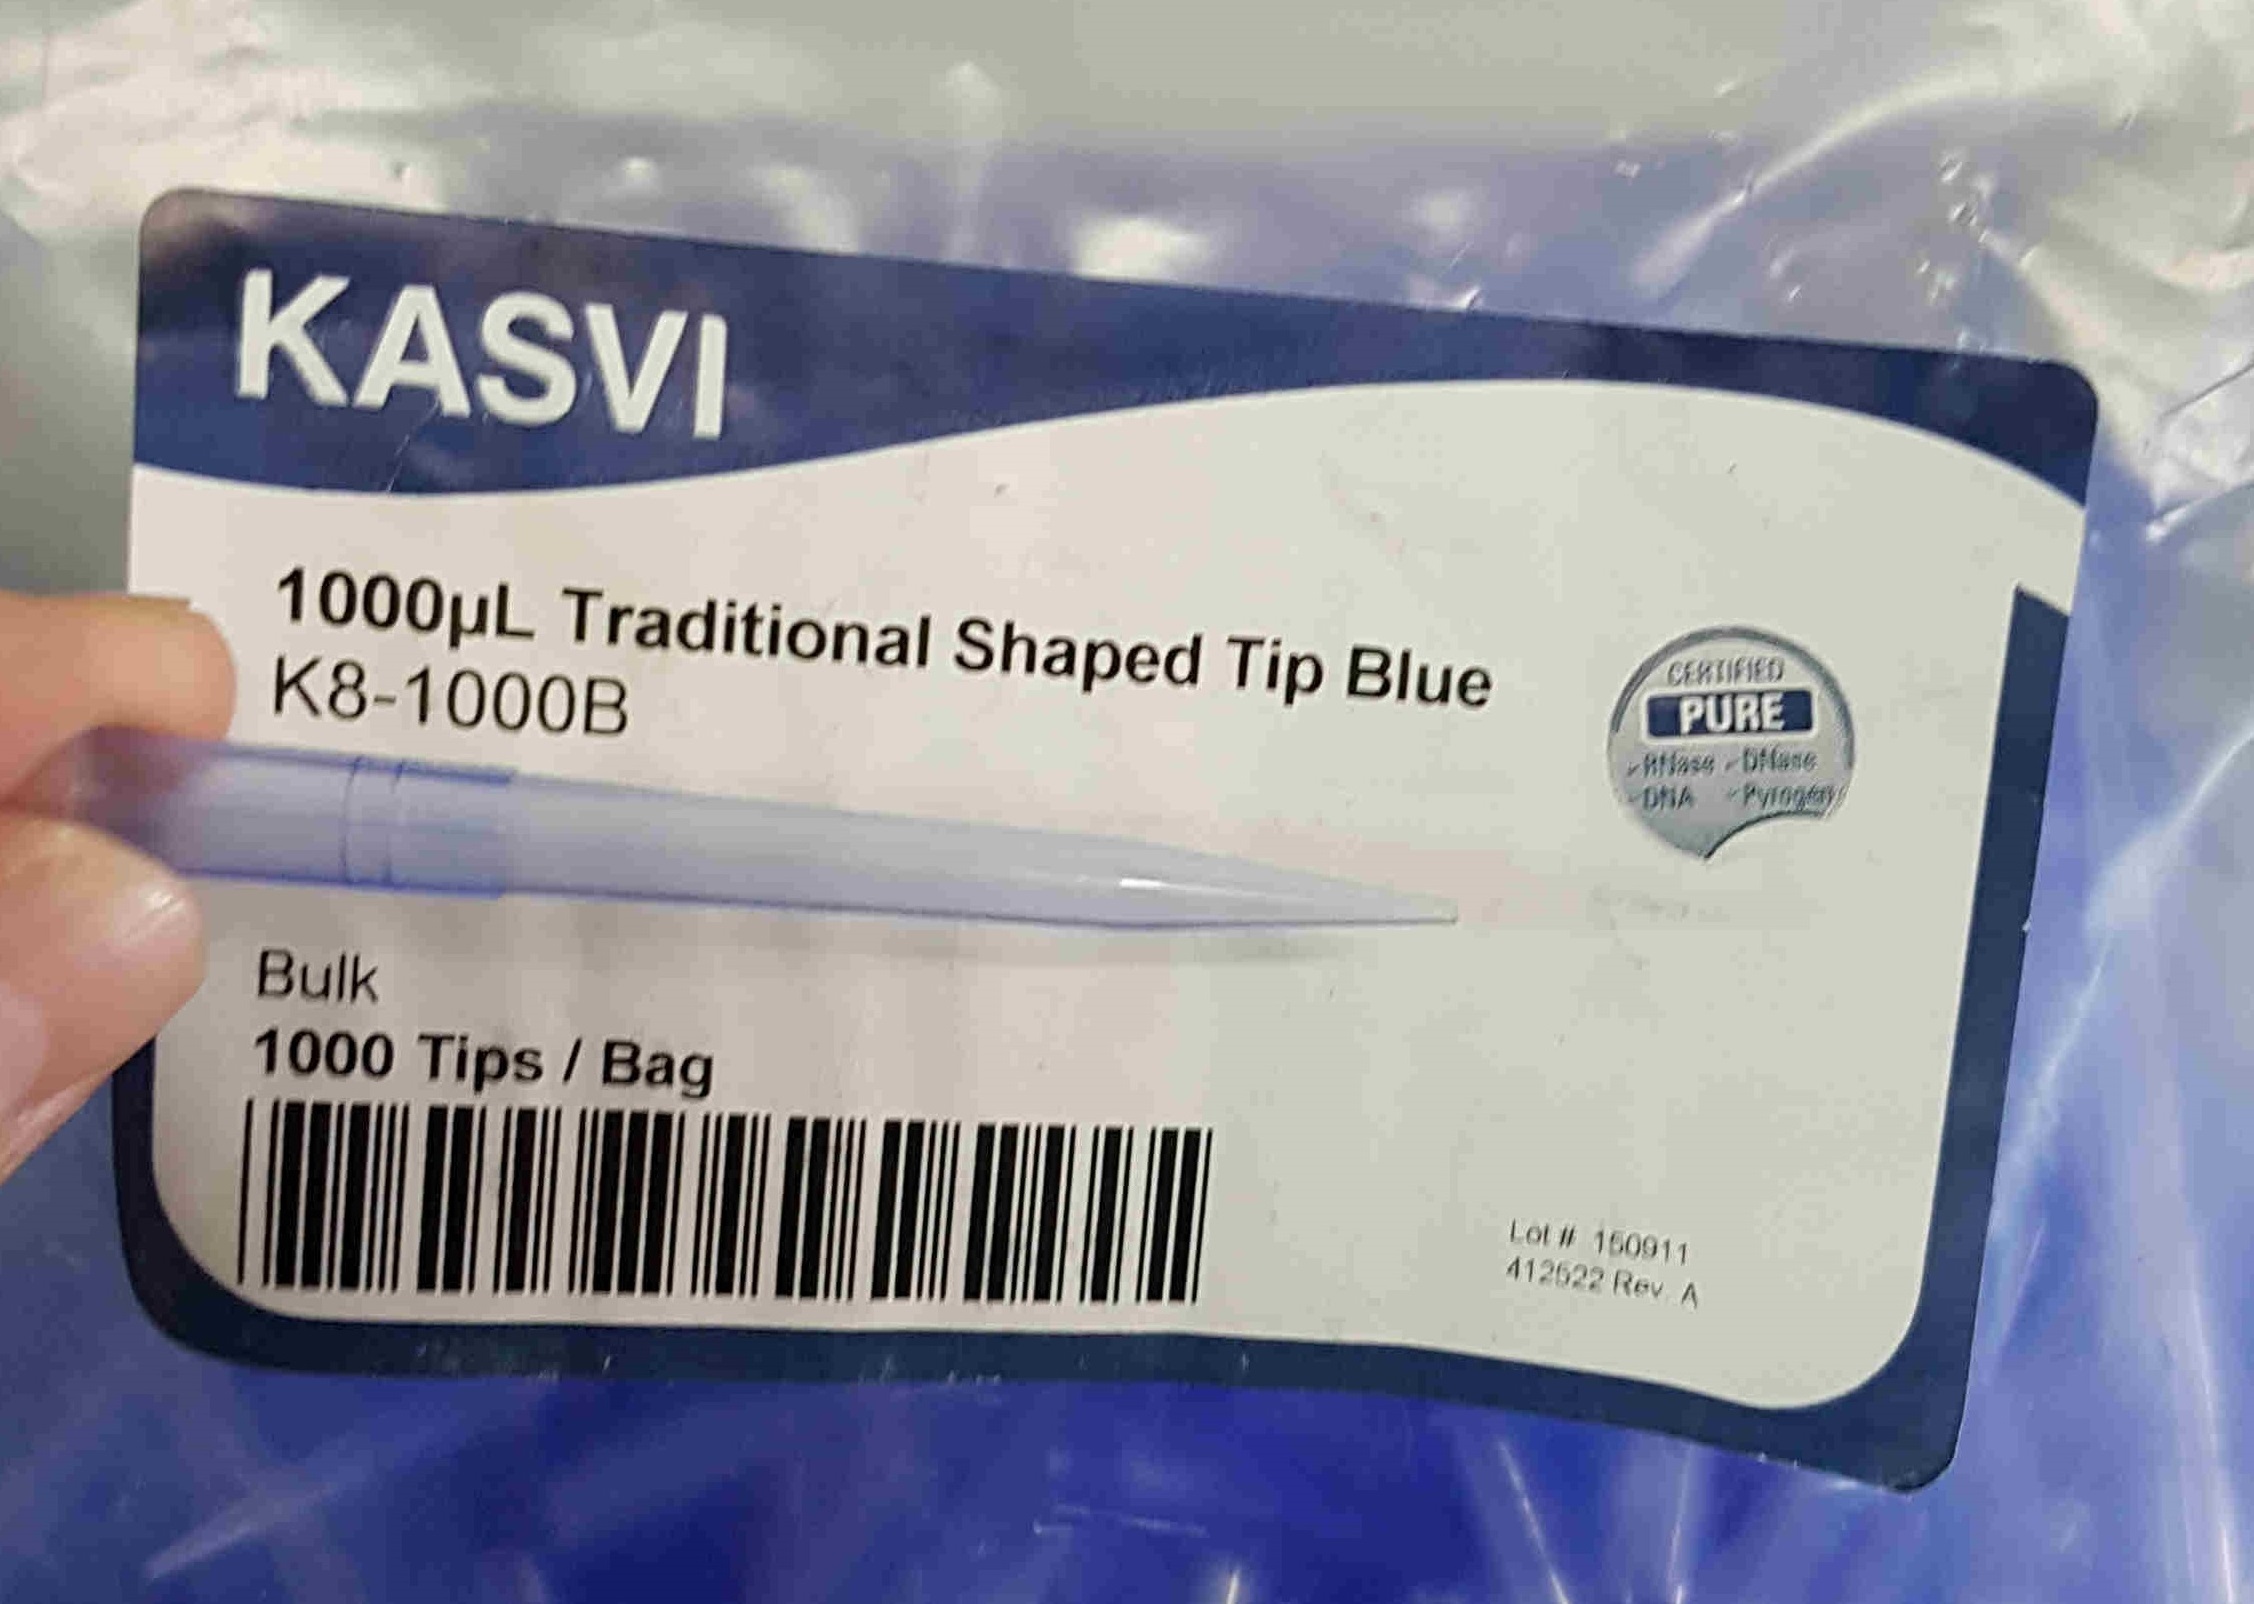 KASVI
1000µL Traditional Shaped Tip Blue
K8-1000B
CERTIFIED
PURE
✓RNase ✓DNase
✓DNA ✓Pyrogen
Bulk
1000 Tips / Bag
Lot # 150911
412522 Rev. A